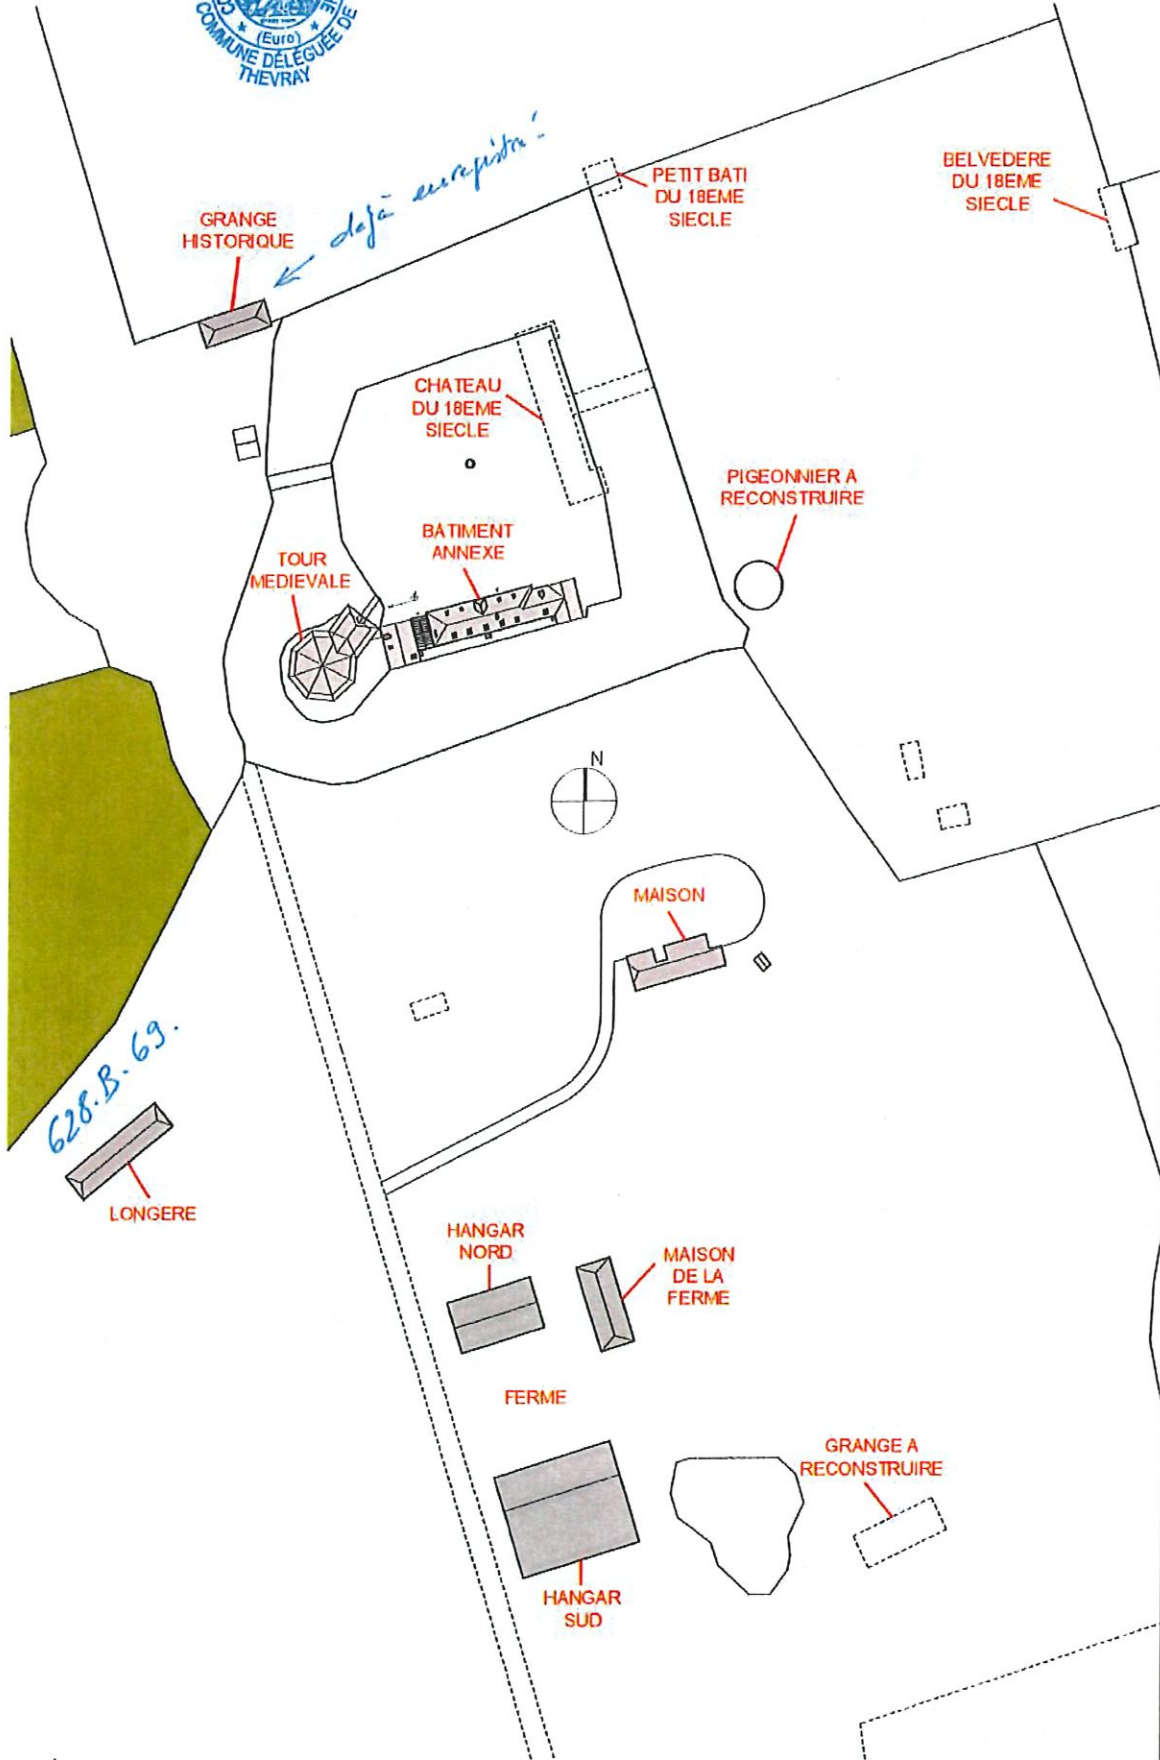 (Euro)
COMMUNE DÉLÉGUÉE DE
THEVRAY
déjà enregistré
GRANGE
HISTORIQUE
PETIT BATI
DU 18EME
SIECLE
BELVEDERE
DU 18EME
SIECLE
CHATEAU
DU 18EME
SIECLE
PIGEONNIER A
RECONSTRUIRE
BATIMENT
ANNEXE
TOUR
MEDIEVALE
N
MAISON
628.B.69.
LONGERE
HANGAR
NORD
MAISON
DE LA
FERME
FERME
GRANGE A
RECONSTRUIRE
HANGAR
SUD